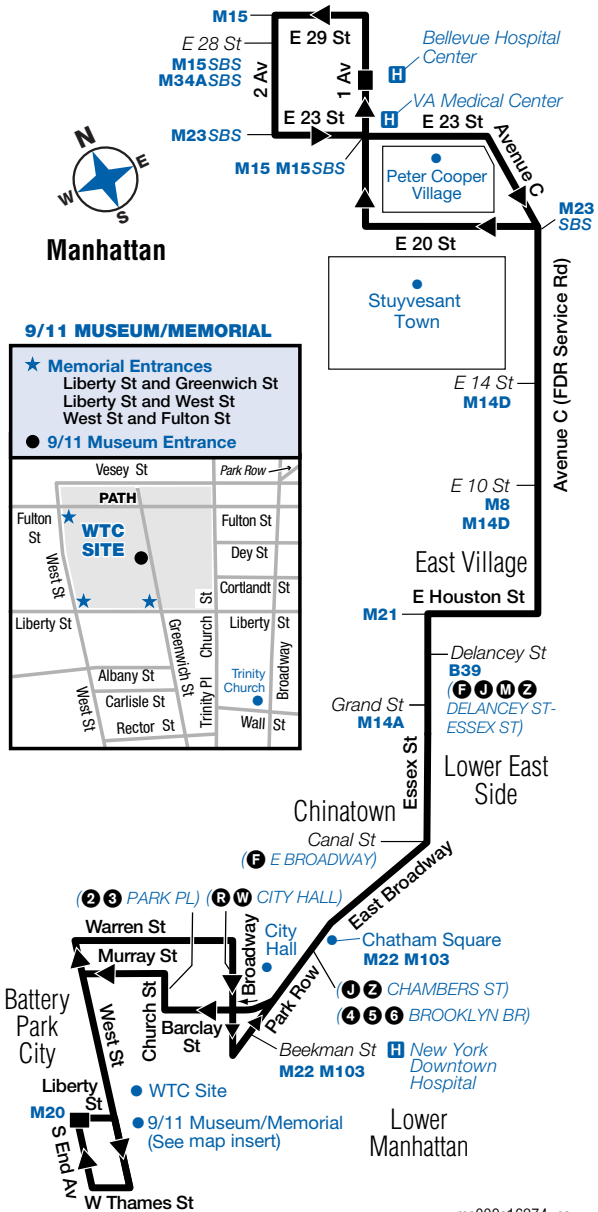 M15
E 29 St
E 28 St
M15SBS
M34ASBS
2 Av
1 Av
H Bellevue Hospital
Center
H VA Medical Center
E 23 St
E 23 St
M23SBS
M15 M15SBS
Avenue C
Peter Cooper
Village
M23
SBS
E 20 St
N
E
W
S
Manhattan
Stuyvesant
Town
Avenue C (FDR Service Rd)
E 14 St
M14D
E 10 St
M8
M14D
East Village
E Houston St
M21
9/11 MUSEUM/MEMORIAL
Memorial Entrances
Liberty St and Greenwich St
Liberty St and West St
West St and Fulton St
9/11 Museum Entrance
Vesey St
Park Row
PATH
Fulton
St
WTC
SITE
Fulton St
Dey St
Cortlandt St
West St
Liberty St
Liberty St
Greenwich St
Church St
Trinity Pl
Broadway
Albany St
Carlisle St
Rector St
West St
Trinity
Church
Wall St
Delancey St
B39
(F J M Z
DELANCEY ST-
ESSEX ST)
Grand St
M14A
Essex St
Lower East
Side
Chinatown
Canal St
(F E BROADWAY)
East Broadway
(2 3 PARK PL)
(R W CITY HALL)
Warren St
Murray St
Broadway
City
Hall
Chatham Square
M22 M103
Park Row
(J Z CHAMBERS ST)
(4 5 6 BROOKLYN BR)
Church St
Barclay
St
Beekman St
M22 M103
H New York
Downtown
Hospital
Battery
Park
City
West St
Liberty
St
M20
WTC Site
9/11 Museum/Memorial
(See map insert)
Lower
Manhattan
S End Av
W Thames St